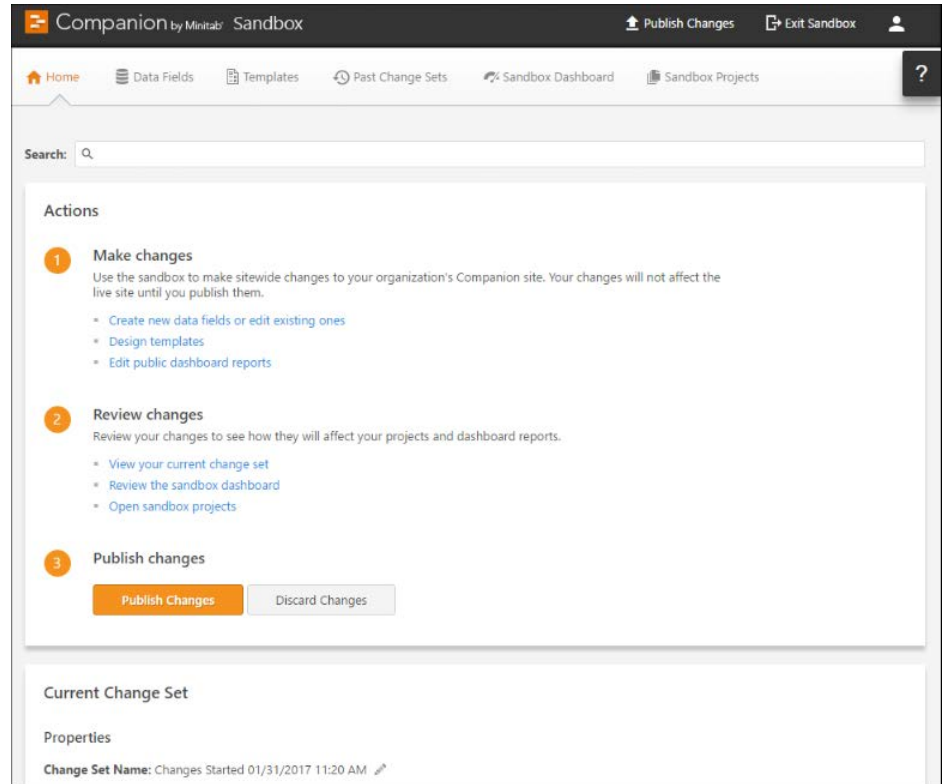 Companion by Minitab® Sandbox Publish Changes Exit Sandbox
Home Data Fields Templates Past Change Sets Sandbox Dashboard Sandbox Projects ?
Search:
Actions
1 Make changes
Use the sandbox to make sitewide changes to your organization's Companion site. Your changes will not affect the
live site until you publish them.
Create new data fields or edit existing ones
Design templates
Edit public dashboard reports
2 Review changes
Review your changes to see how they will affect your projects and dashboard reports.
View your current change set
Review the sandbox dashboard
Open sandbox projects
3 Publish changes
Publish Changes Discard Changes
Current Change Set
Properties
Change Set Name: Changes Started 01/31/2017 11:20 AM